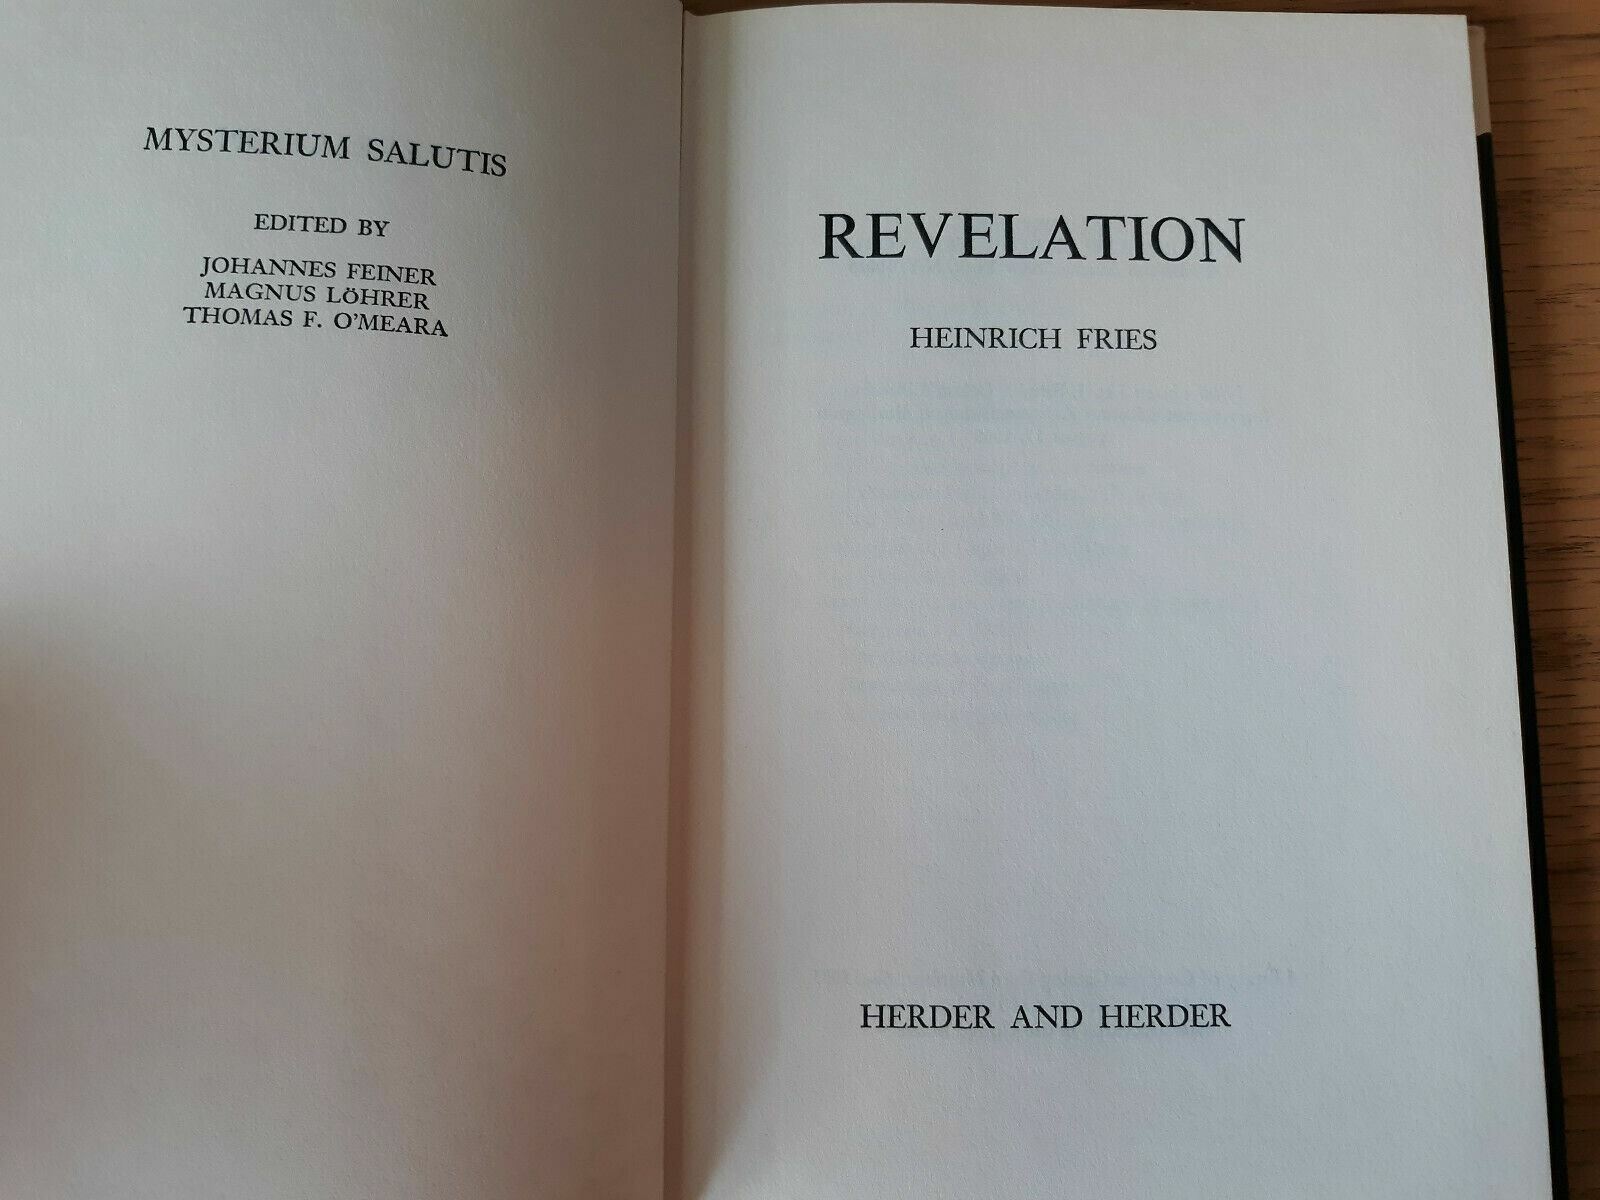 MYSTERIUM SALUTIS
EDITED BY
JOHANNES FEINER
MAGNUS LÖHRER
THOMAS F. O'MEARA
REVELATION
HEINRICH FRIES
HERDER AND HERDER